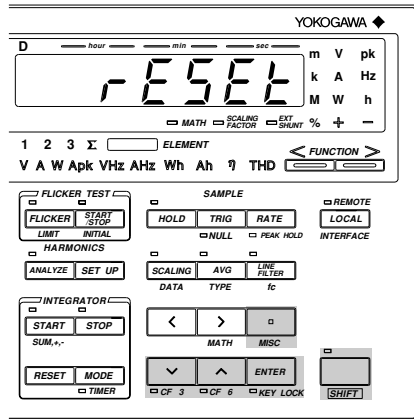 YOKOGAWA
D hour min sec m V pk
rESEt k A Hz
M W h
MATH SCALING FACTOR EXT SHUNT % + −
1 2 3 Σ ELEMENT
V A W Apk VHz AHz Wh Ah η THD < FUNCTION >
FLICKER TEST SAMPLE
REMOTE
FLICKER START/STOP HOLD TRIG RATE LOCAL
LIMIT INITIAL NULL PEAK HOLD INTERFACE
HARMONICS
ANALYZE SET UP SCALING AVG LINE FILTER
DATA TYPE fc
INTEGRATOR
START STOP < >
SUM,+,- MATH MISC
RESET MODE ENTER
TIMER CF 3 CF 6 KEY LOCK SHIFT